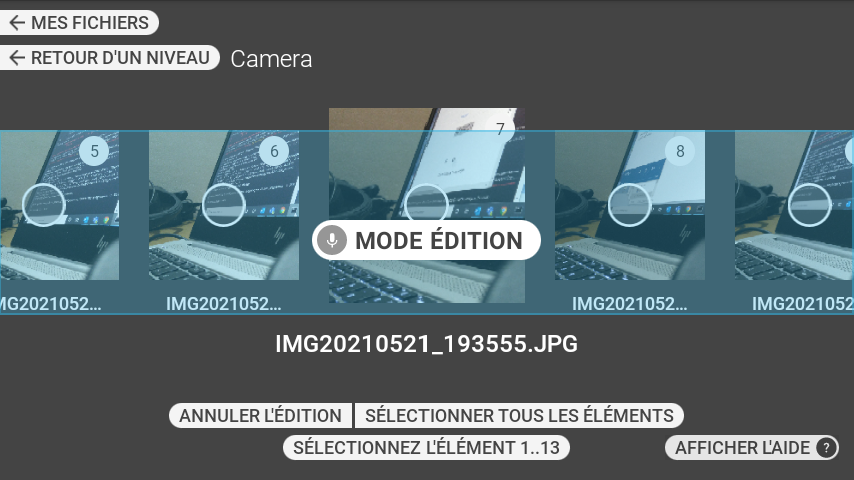 ← MES FICHIERS
← RETOUR D'UN NIVEAU Camera
5
6
7
8
MODE ÉDITION
MG2021052...
IMG2021052...
IMG2021052...
IMG2021052
IMG20210521_193555.JPG
ANNULER L'ÉDITION SÉLECTIONNER TOUS LES ÉLÉMENTS
SÉLECTIONNEZ L'ÉLÉMENT 1..13
AFFICHER L'AIDE ?